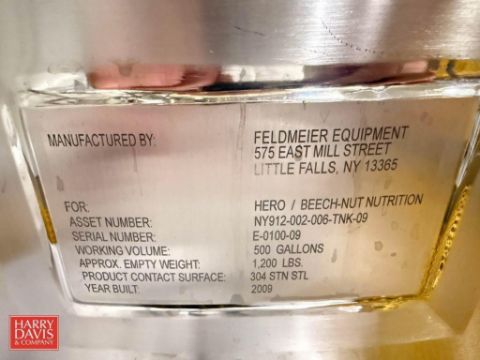 MANUFACTURED BY: FELDMEIER EQUIPMENT
575 EAST MILL STREET
LITTLE FALLS, NY 13365
FOR: HERO / BEECH-NUT NUTRITION
ASSET NUMBER: NY912-002-006-TNK-09
SERIAL NUMBER: E-0100-09
WORKING VOLUME: 500 GALLONS
APPROX. EMPTY WEIGHT: 1,200 LBS.
PRODUCT CONTACT SURFACE: 304 STN STL
YEAR BUILT: 2009
HARRY
DAVIS
& COMPANY